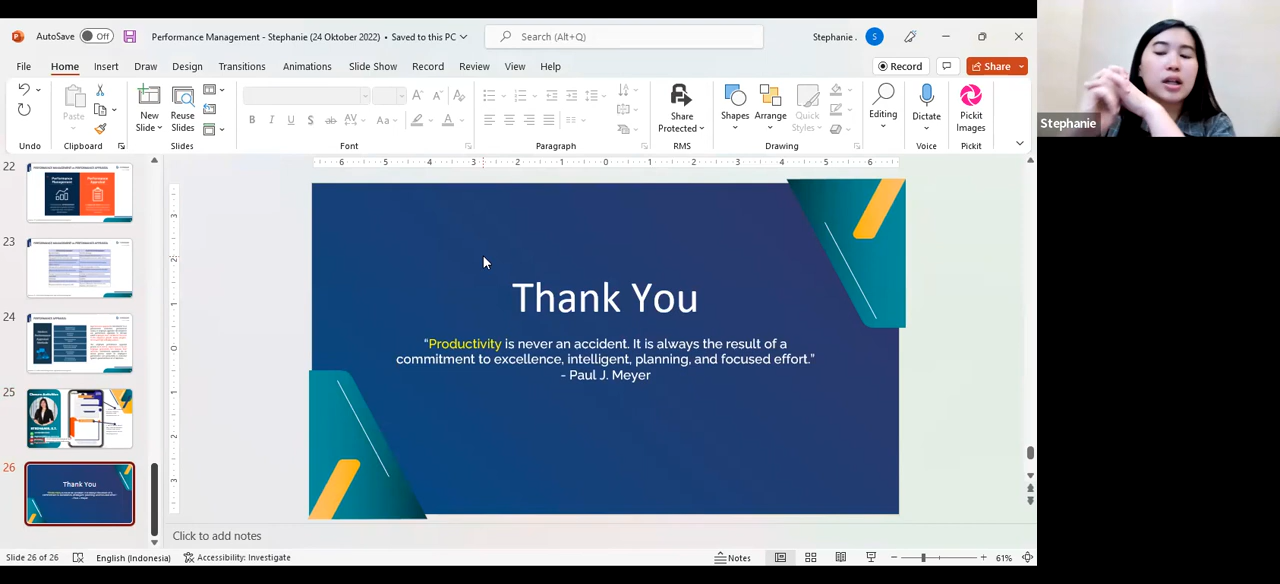 AutoSave Off Performance Management - Stephanie (24 Oktober 2022) • Saved to this PC Search (Alt+Q) Stephanie . S
File Home Insert Draw Design Transitions Animations Slide Show Record Review View Help Record Share
Paste New Slide Reuse Slides Share Protected Shapes Arrange Quick Styles Editing Dictate Pickit Images
Undo Clipboard Slides Font Paragraph RMS Drawing Voice Pickit
Stephanie
22
23
24
25
26
Thank You
Thank You
“Productivity is never an accident. It is always the result of a
commitment to excellence, intelligent, planning, and focused effort.”
- Paul J. Meyer
Click to add notes
Slide 26 of 26 English (Indonesia) Accessibility: Investigate Notes 61%